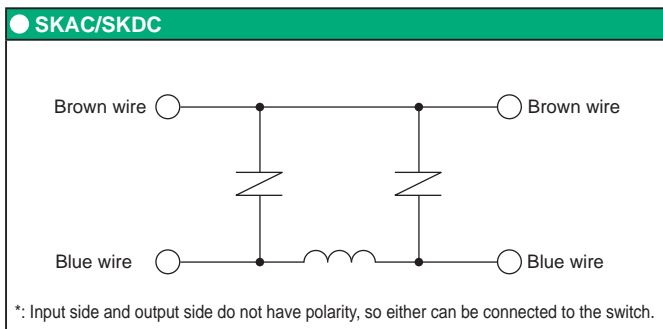 SKAC/SKDC
Brown wire
Brown wire
Blue wire
Blue wire
*: Input side and output side do not have polarity, so either can be connected to the switch.